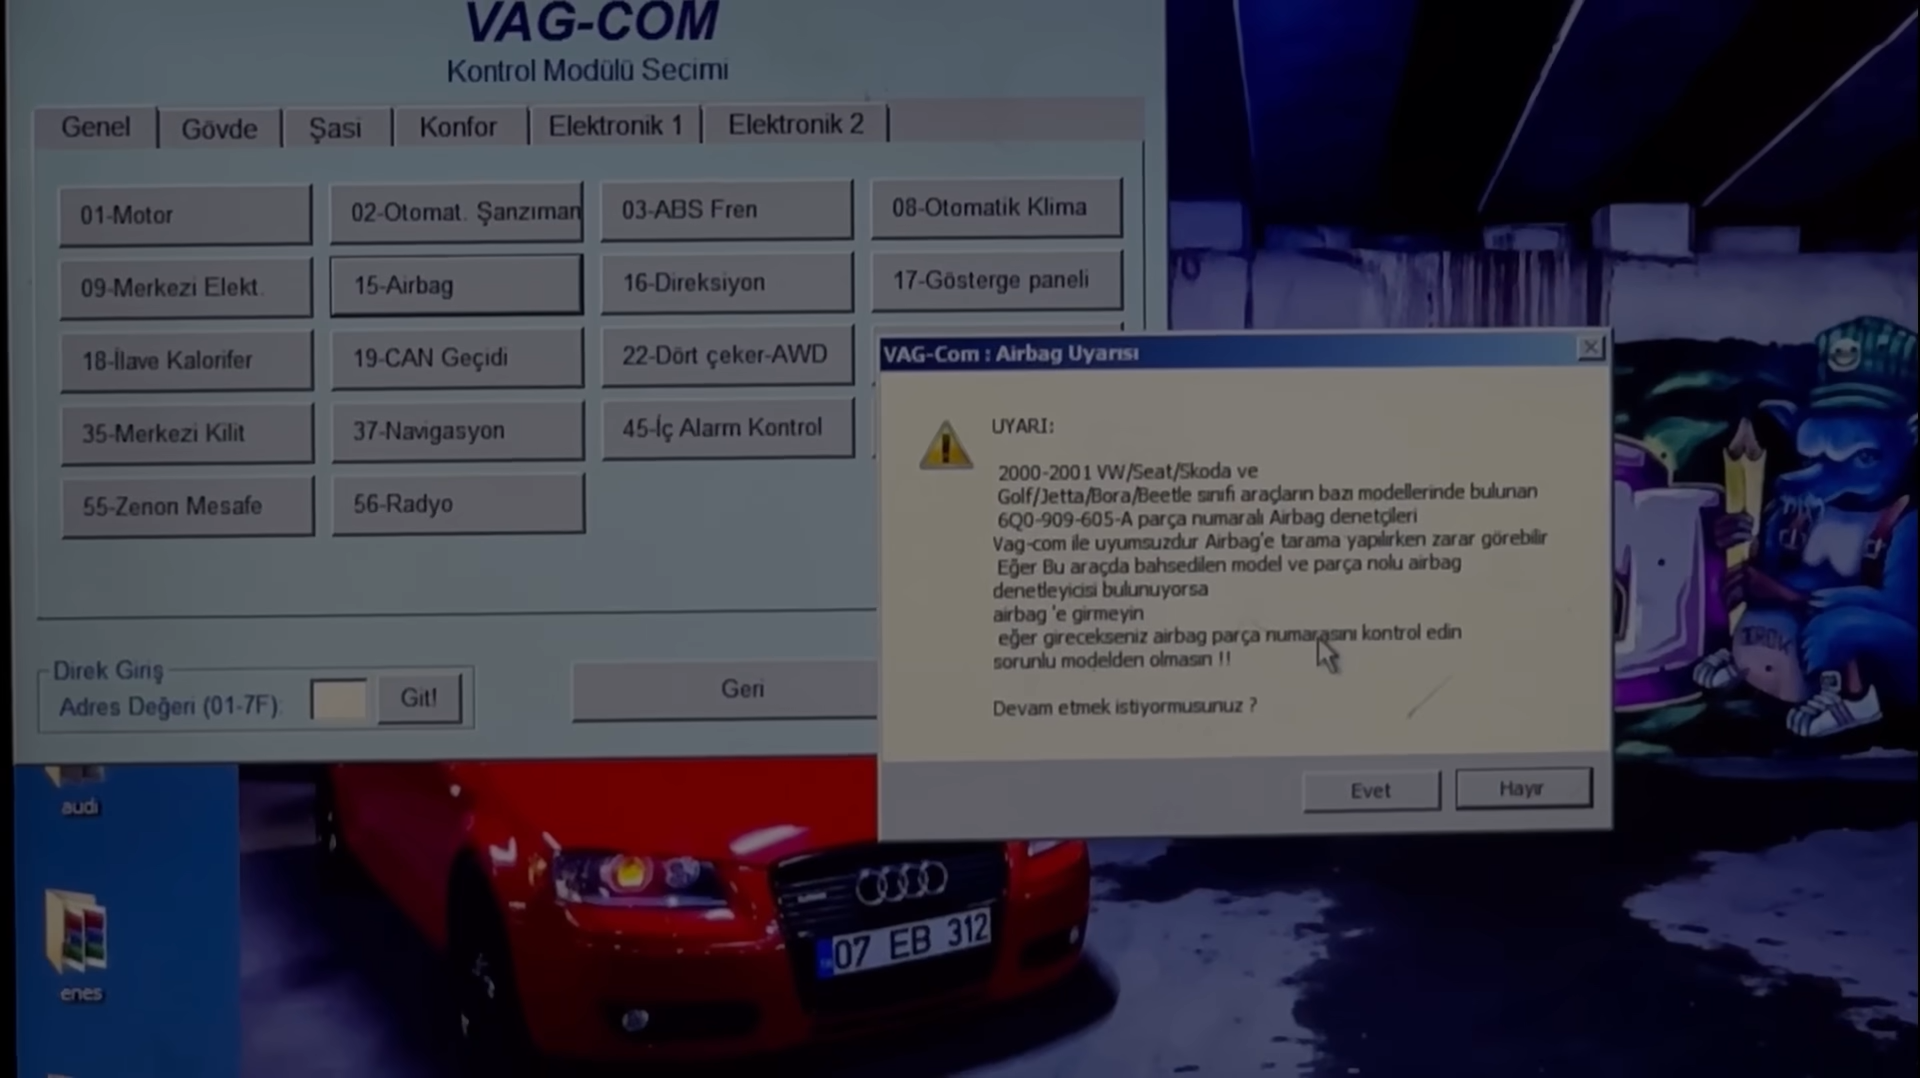 VAG-COM
Kontrol Modülü Secimi
Genel
Gövde
Şasi
Konfor
Elektronik 1
Elektronik 2
01-Motor
02-Otomat. Şanzıman
03-ABS Fren
08-Otomatik Klima
09-Merkezi Elekt.
15-Airbag
16-Direksiyon
17-Gösterge paneli
18-İlave Kalorifer
19-CAN Geçidi
22-Dört çeker-AWD
35-Merkezi Kilit
37-Navigasyon
45-İç Alarm Kontrol
55-Zenon Mesafe
56-Radyo
Direk Giriş
Adres Değeri (01-7F):
Git!
Geri
VAG-Com : Airbag Uyarısı
UYARI:
2000-2001 VW/Seat/Skoda ve
Golf/Jetta/Bora/Beetle sınıfı araçların bazı modellerinde bulunan
6Q0-909-605-A parça numaralı Airbag denetçileri
Vag-com ile uyumsuzdur Airbag'e tarama yapılırken zarar görebilir
Eğer Bu araçda bahsedilen model ve parça nolu airbag
denetleyicisi bulunuyorsa
airbag 'e girmeyin
eğer girecekseniz airbag parça numarasını kontrol edin
sorunlu modelden olmasın !!
Devam etmek istiyormusunuz ?
Evet
Hayır
audi
enes
07 EB 312